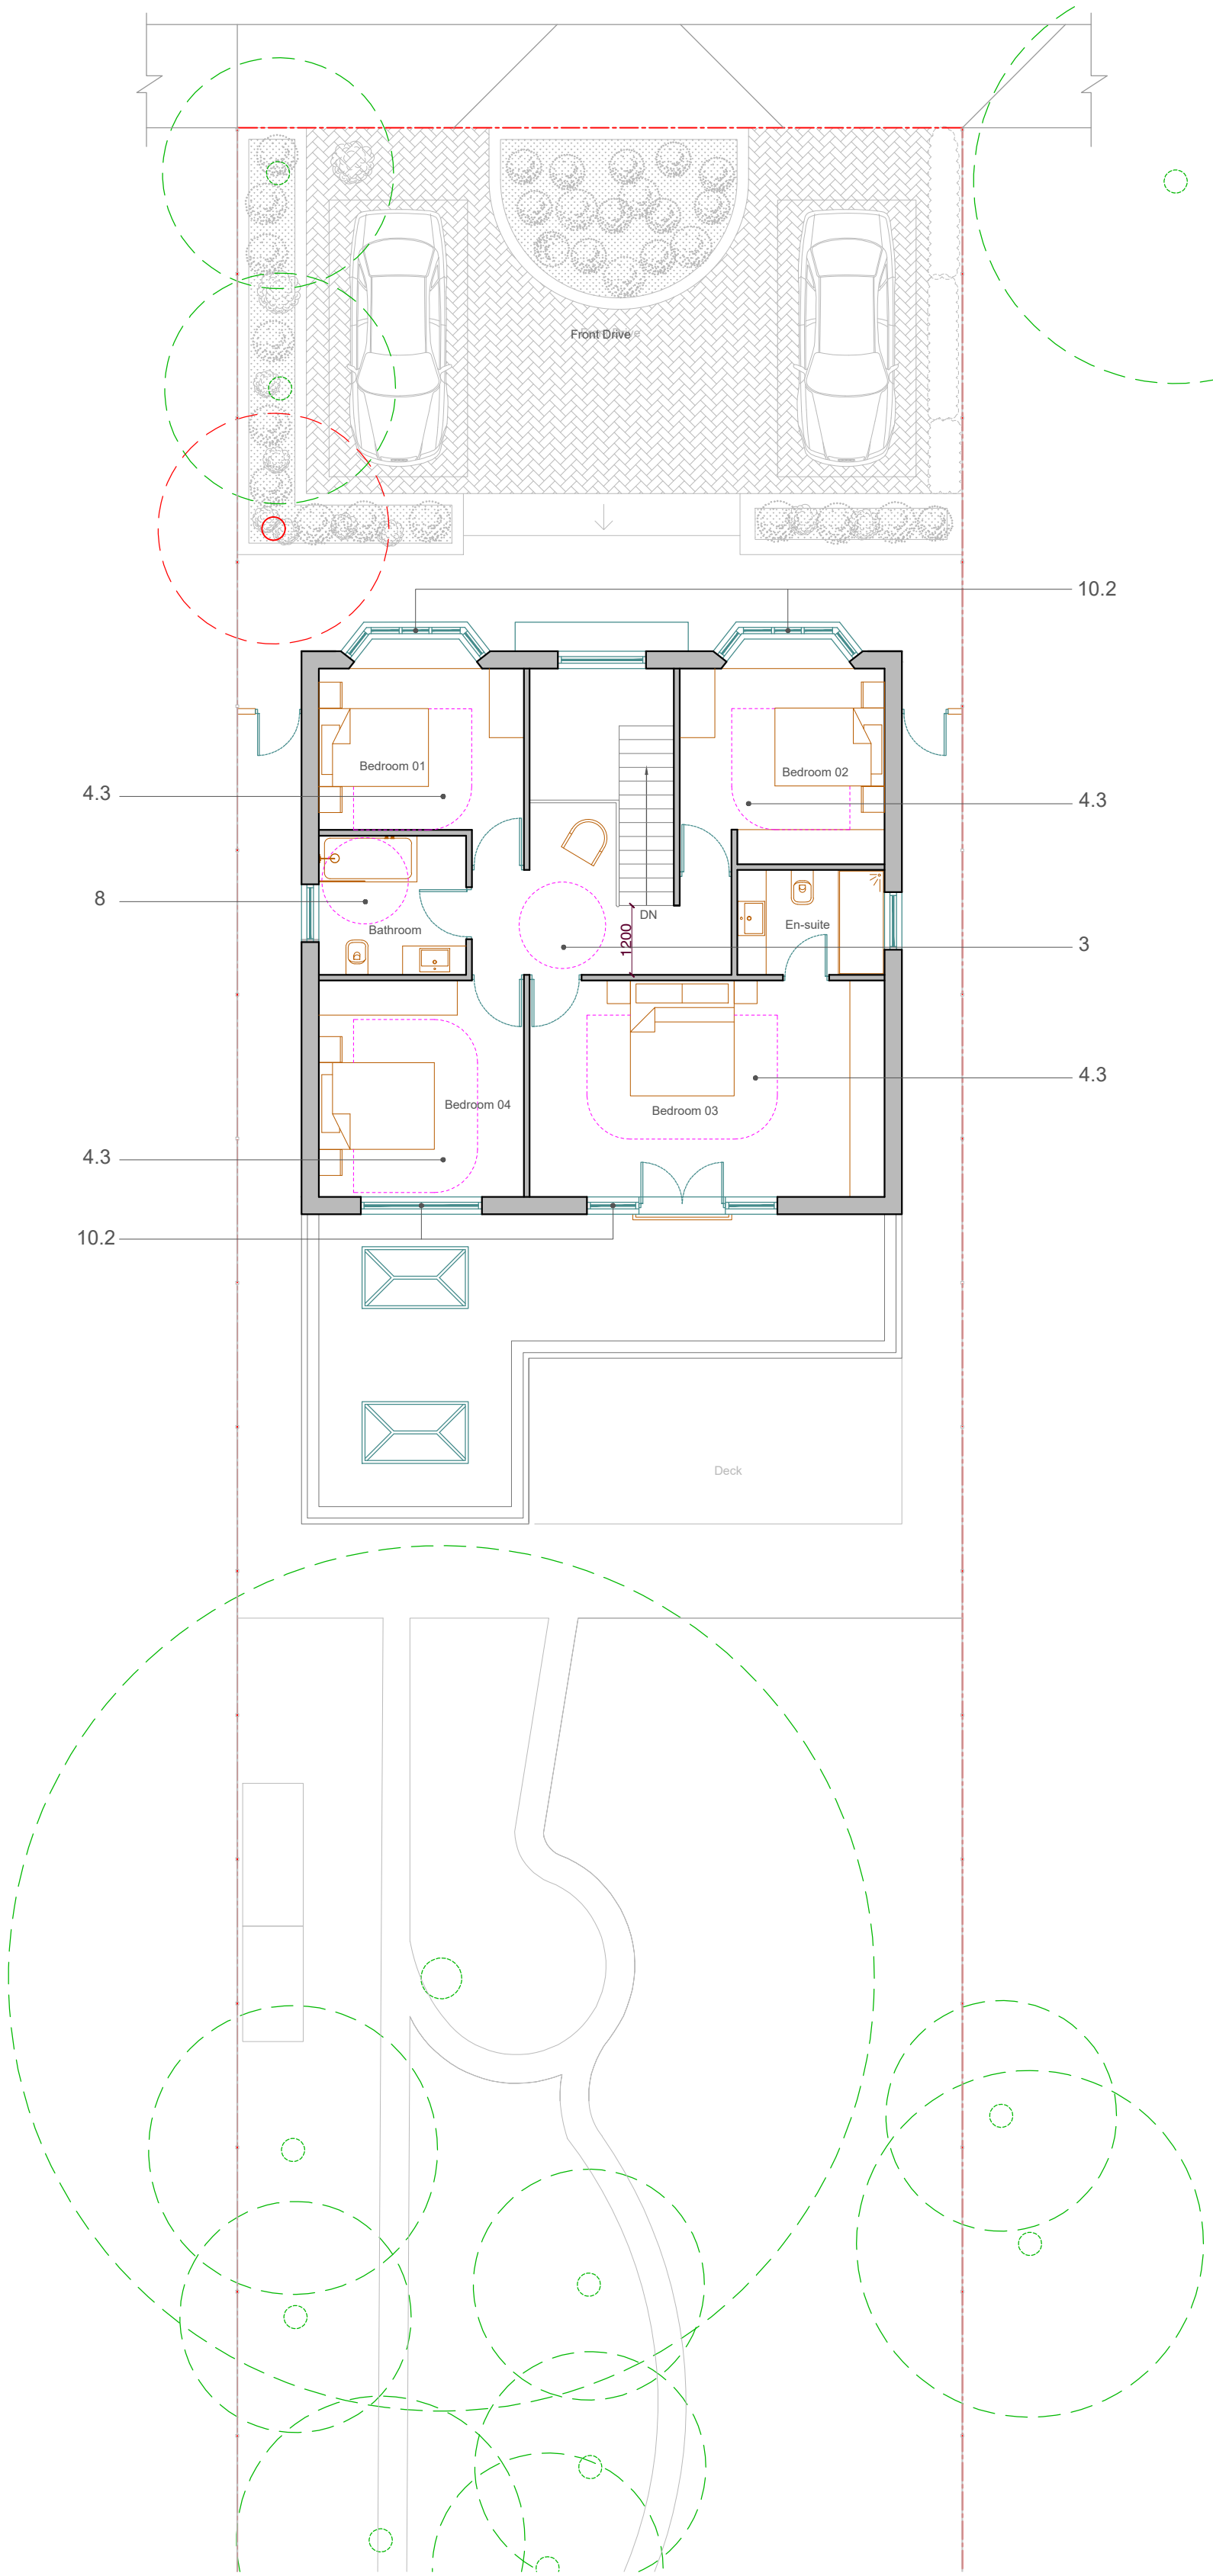 Front Drive
10.2
Bedroom 01
Bedroom 02
4.3
4.3
8
Bathroom
DN
En-suite
1200
3
4.3
Bedroom 04
Bedroom 03
4.3
10.2
Deck